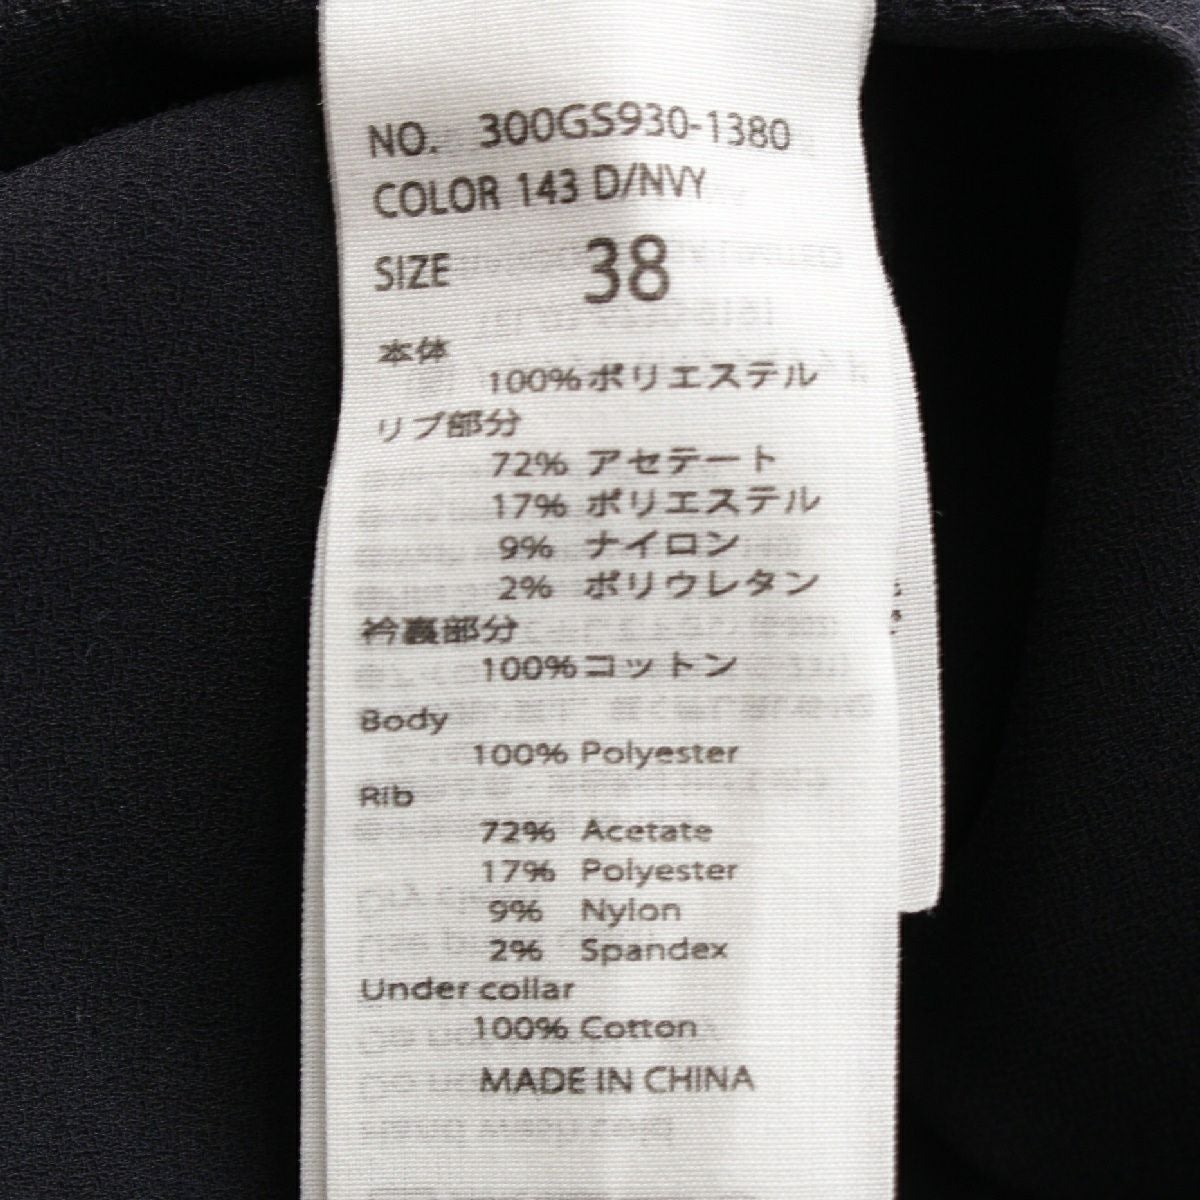 NO. 300GS930-1380
COLOR 143 D/NVY
SIZE 38
本体
100%ポリエステル
リブ部分
72% アセテート
17% ポリエステル
9% ナイロン
2% ポリウレタン
衿裏部分
100%コットン
Body
100% Polyester
Rib
72% Acetate
17% Polyester
9% Nylon
2% Spandex
Under collar
100% Cotton
MADE IN CHINA